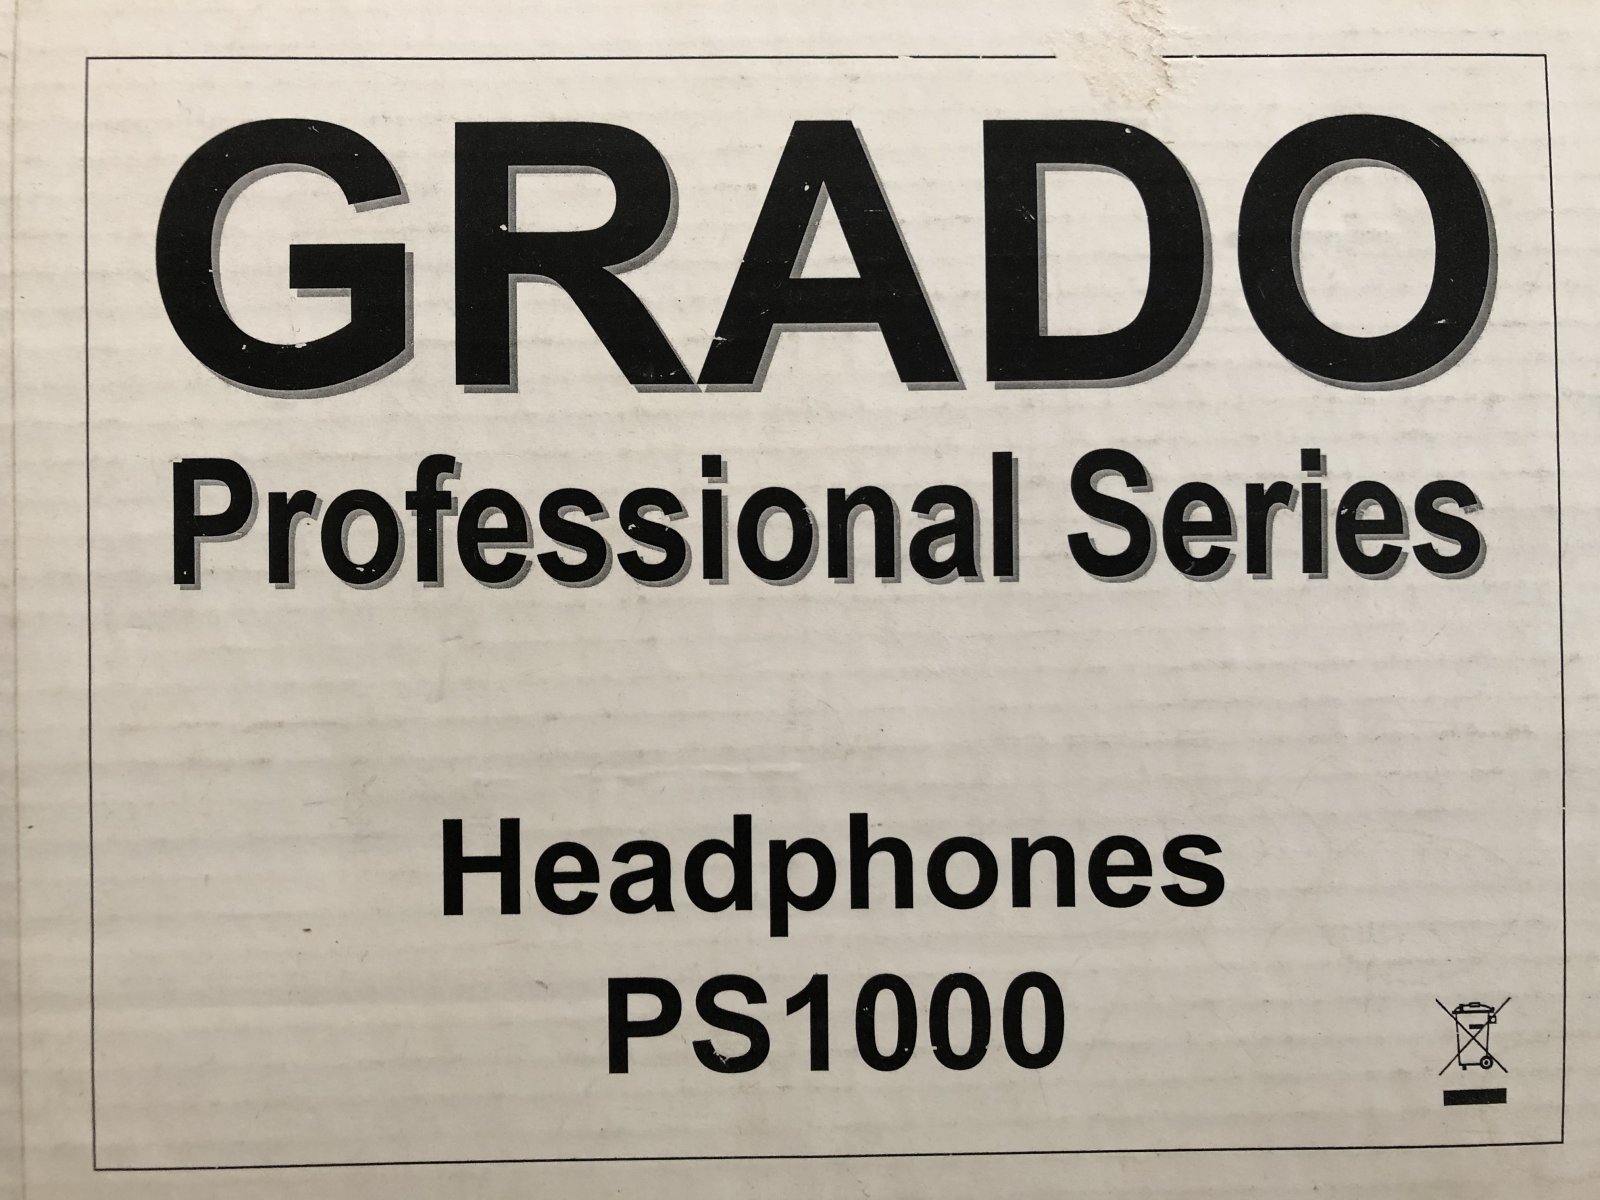 GRADO
Professional Series
Headphones
PS1000